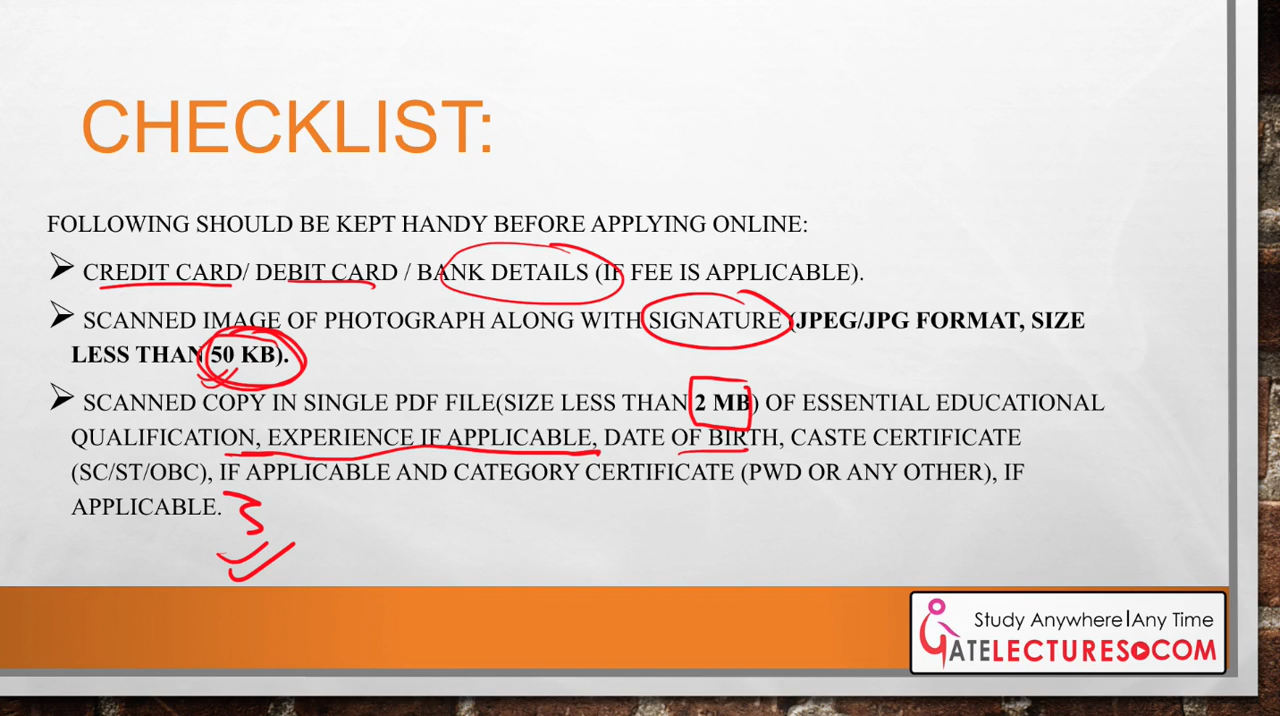 CHECKLIST:
FOLLOWING SHOULD BE KEPT HANDY BEFORE APPLYING ONLINE:
➢ CREDIT CARD/ DEBIT CARD / BANK DETAILS (IF FEE IS APPLICABLE).
➢ SCANNED IMAGE OF PHOTOGRAPH ALONG WITH SIGNATURE (JPEG/JPG FORMAT, SIZE
LESS THAN 50 KB).
➢ SCANNED COPY IN SINGLE PDF FILE(SIZE LESS THAN 2 MB) OF ESSENTIAL EDUCATIONAL
QUALIFICATION, EXPERIENCE IF APPLICABLE, DATE OF BIRTH, CASTE CERTIFICATE
(SC/ST/OBC), IF APPLICABLE AND CATEGORY CERTIFICATE (PWD OR ANY OTHER), IF
APPLICABLE.
3
Study Anywhere|Any Time
GATELECTURES.COM